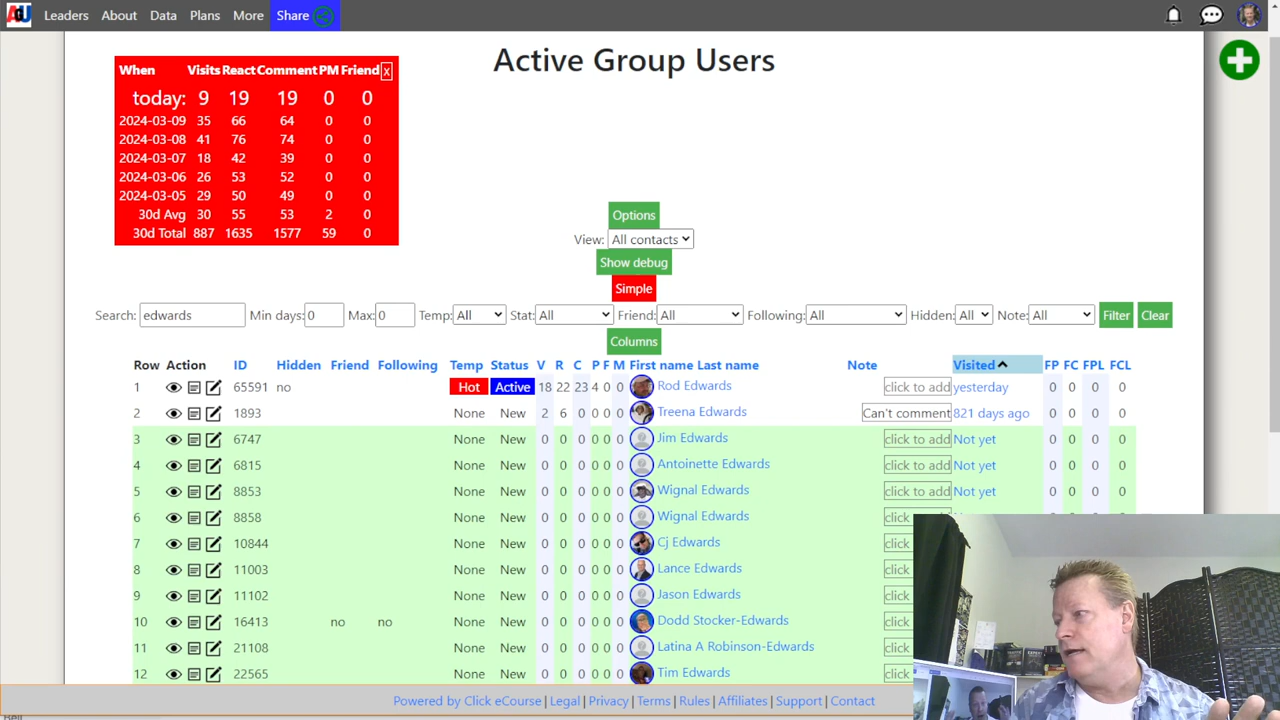 AdU Leaders About Data Plans More Share
Active Group Users
When Visits React Comment PM Friend x
today: 9 19 19 0 0
2024-03-09 35 66 64 0 0
2024-03-08 41 76 74 0 0
2024-03-07 18 42 39 0 0
2024-03-06 26 53 52 0 0
2024-03-05 29 50 49 0 0
30d Avg 30 55 53 2 0
30d Total 887 1635 1577 59 0
Options
View: All contacts
Show debug
Simple
Search: edwards Min days: 0 Max: 0 Temp: All Stat: All Friend: All Following: All Hidden: All Note: All Filter Clear
Columns
Row Action ID Hidden Friend Following Temp Status V R C P F M First name Last name Note Visited FP FC FPL FCL
1 65591 no Hot Active 18 22 23 4 0 0 Rod Edwards click to add yesterday 0 0 0 0
2 1893 None New 2 6 0 0 0 0 Treena Edwards Can't comment 821 days ago 0 0 0 0
3 6747 None New 0 0 0 0 0 0 Jim Edwards click to add Not yet 0 0 0 0
4 6815 None New 0 0 0 0 0 0 Antoinette Edwards click to add Not yet 0 0 0 0
5 8853 None New 0 0 0 0 0 0 Wignal Edwards click to add Not yet 0 0 0 0
6 8858 None New 0 0 0 0 0 0 Wignal Edwards click
7 10844 None New 0 0 0 0 0 0 Cj Edwards click
8 11003 None New 0 0 0 0 0 0 Lance Edwards click
9 11102 None New 0 0 0 0 0 0 Jason Edwards click
10 16413 no no None New 0 0 0 0 0 0 Dodd Stocker-Edwards click
11 21108 None New 0 0 0 0 0 0 Latina A Robinson-Edwards click
12 22565 None New 0 0 0 0 0 0 Tim Edwards click
Powered by Click eCourse | Legal | Privacy | Terms | Rules | Affiliates | Support | Contact